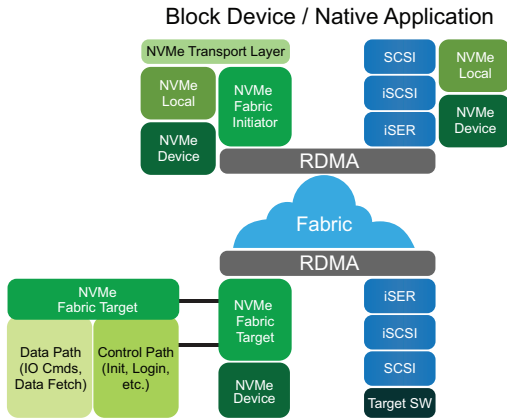 Block Device / Native Application
NVMe Transport Layer
NVMe
Local
NVMe
Device
NVMe
Fabric
Initiator
SCSI
iSCSI
iSER
NVMe
Local
NVMe
Device
RDMA
Fabric
RDMA
NVMe
Fabric Target
Data Path
(IO Cmds,
Data Fetch)
Control Path
(Init, Login,
etc.)
NVMe
Fabric
Target
NVMe
Device
iSER
iSCSI
SCSI
Target SW